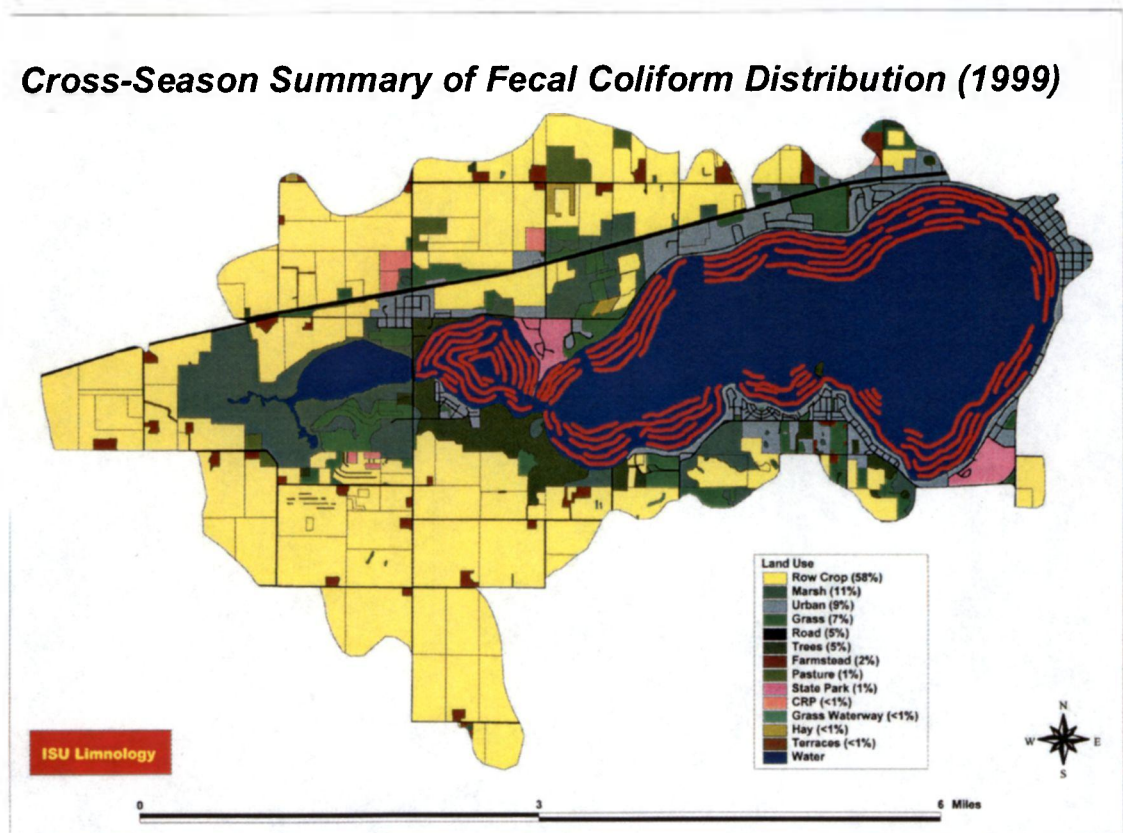 Cross-Season Summary of Fecal Coliform Distribution (1999)
Land Use
Row Crop (58%)
Marsh (11%)
Urban (9%)
Grass (7%)
Road (5%)
Trees (5%)
Farmstead (2%)
Pasture (1%)
State Park (1%)
CRP (<1%)
Grass Waterway (<1%)
Hay (<1%)
Terraces (<1%)
Water
N
W E
S
ISU Limnology
0 3 6 Miles